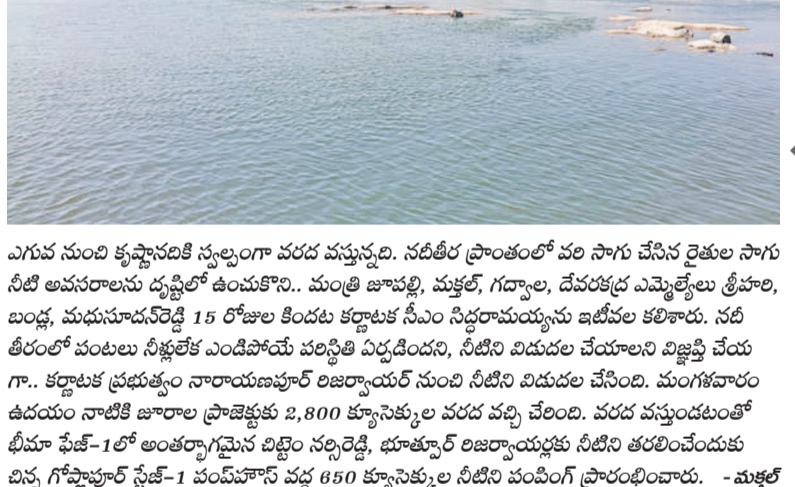 ఎగువ నుంచి కృష్ణానదికి స్వల్పంగా వరద వస్తున్నది. నదీతీర ప్రాంతంలో వరి సాగు చేసిన రైతుల సాగు
నీటి అవసరాలను దృష్టిలో ఉంచుకొని.. మంత్రి జూపల్లి, మక్తల్, గద్వాల, దేవరకద్ర ఎమ్మెల్యేలు శ్రీహరి,
బండ్ల, మధుసూదన్‌రెడ్డి 15 రోజుల కిందట కర్ణాటక సీఎం సిద్ధరామయ్యను ఇటీవల కలిశారు. నదీ
తీరంలో పంటలు నీళ్లులేక ఎండిపోయే పరిస్థితి ఏర్పడిందని, నీటిని విడుదల చేయాలని విజ్ఞప్తి చేయ
గా.. కర్ణాటక ప్రభుత్వం నారాయణపూర్ రిజర్వాయర్ నుంచి నీటిని విడుదల చేసింది. మంగళవారం
ఉదయం నాటికి జూరాల ప్రాజెక్టుకు 2,800 క్యూసెక్కుల వరద వచ్చి చేరింది. వరద వస్తుండటంతో
భీమా ఫేజ్-1లో అంతర్భాగమైన చిట్టెం నర్సిరెడ్డి, భూత్పూర్ రిజర్వాయర్లకు నీటిని తరలించేందుకు
చిన్న గోప్లాపూర్ స్టేజ్-1 పంప్‌హౌస్ వద్ద 650 క్యూసెక్కుల నీటిని పంపింగ్ ప్రారంభించారు. - మక్తల్